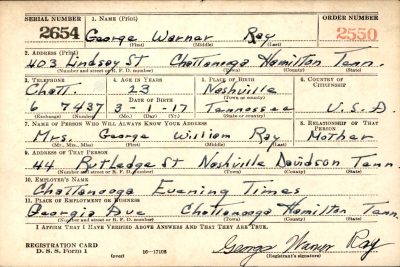 SERIAL NUMBER 1. NAME (Print) ORDER NUMBER
2654 George Warner Ray 2550
(First) (Middle) (Last)
2. ADDRESS (Print)
403 Lindsay St Chattanooga Hamilton Tenn.
(Number and street or R. F. D. number) (Town) (County) (State)
3. TELEPHONE 4. AGE IN YEARS 5. PLACE OF BIRTH 6. COUNTRY OF CITIZENSHIP
Chatt. 23 Nashville
DATE OF BIRTH (Town or county)
6 7437 3-1-17 Tennessee U.S.A
(Exchange) (Number) (Mo.) (Day) (Yr.) (State or country)
7. NAME OF PERSON WHO WILL ALWAYS KNOW YOUR ADDRESS 8. RELATIONSHIP OF THAT PERSON
Mrs. George William Ray Mother
(Mr., Mrs., Miss) (First) (Middle) (Last)
9. ADDRESS OF THAT PERSON
44 Rutledge St Nashville Davidson Tenn
(Number and street or R. F. D. number) (Town) (County) (State)
10. EMPLOYER'S NAME
Chattanooga Evening Times
11. PLACE OF EMPLOYMENT OR BUSINESS
Georgia Ave Chattanooga Hamilton Tenn.
(Number and street or R. F. D. number) (Town) (County) (State)
I AFFIRM THAT I HAVE VERIFIED ABOVE ANSWERS AND THAT THEY ARE TRUE.
George Warner Ray
REGISTRATION CARD
D. S. S. Form 1 (over) 16—17105 (Registrant's signature)